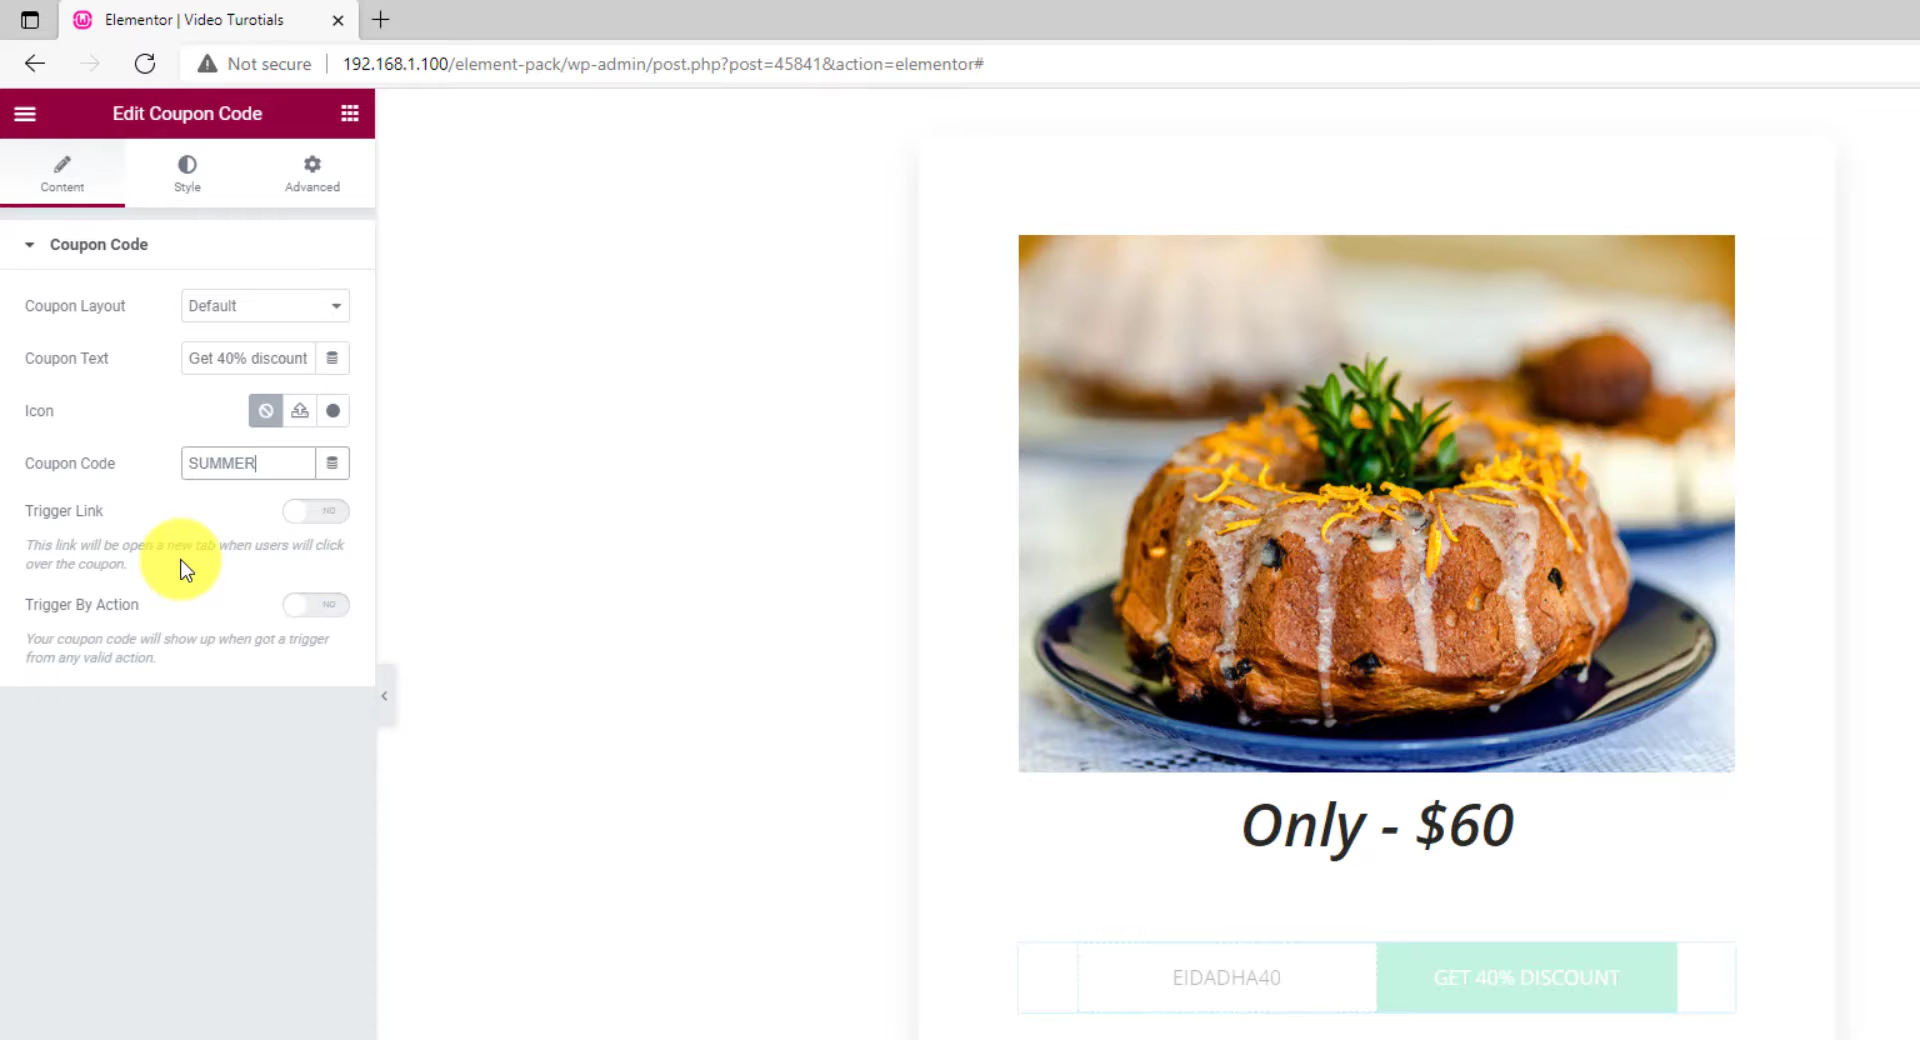 Elementor | Video Turotials
Not secure
192.168.1.100/element-pack/wp-admin/post.php?post=45841&action=elementor#
Edit Coupon Code
Content
Style
Advanced
Coupon Code
Coupon Layout
Default
Coupon Text
Get 40% discount
Icon
Coupon Code
SUMMER
Trigger Link
NO
This link will be open a new tab when users will click
over the coupon.
Trigger By Action
NO
Your coupon code will show up when got a trigger
from any valid action.
Only - $60
EIDADHA40
GET 40% DISCOUNT